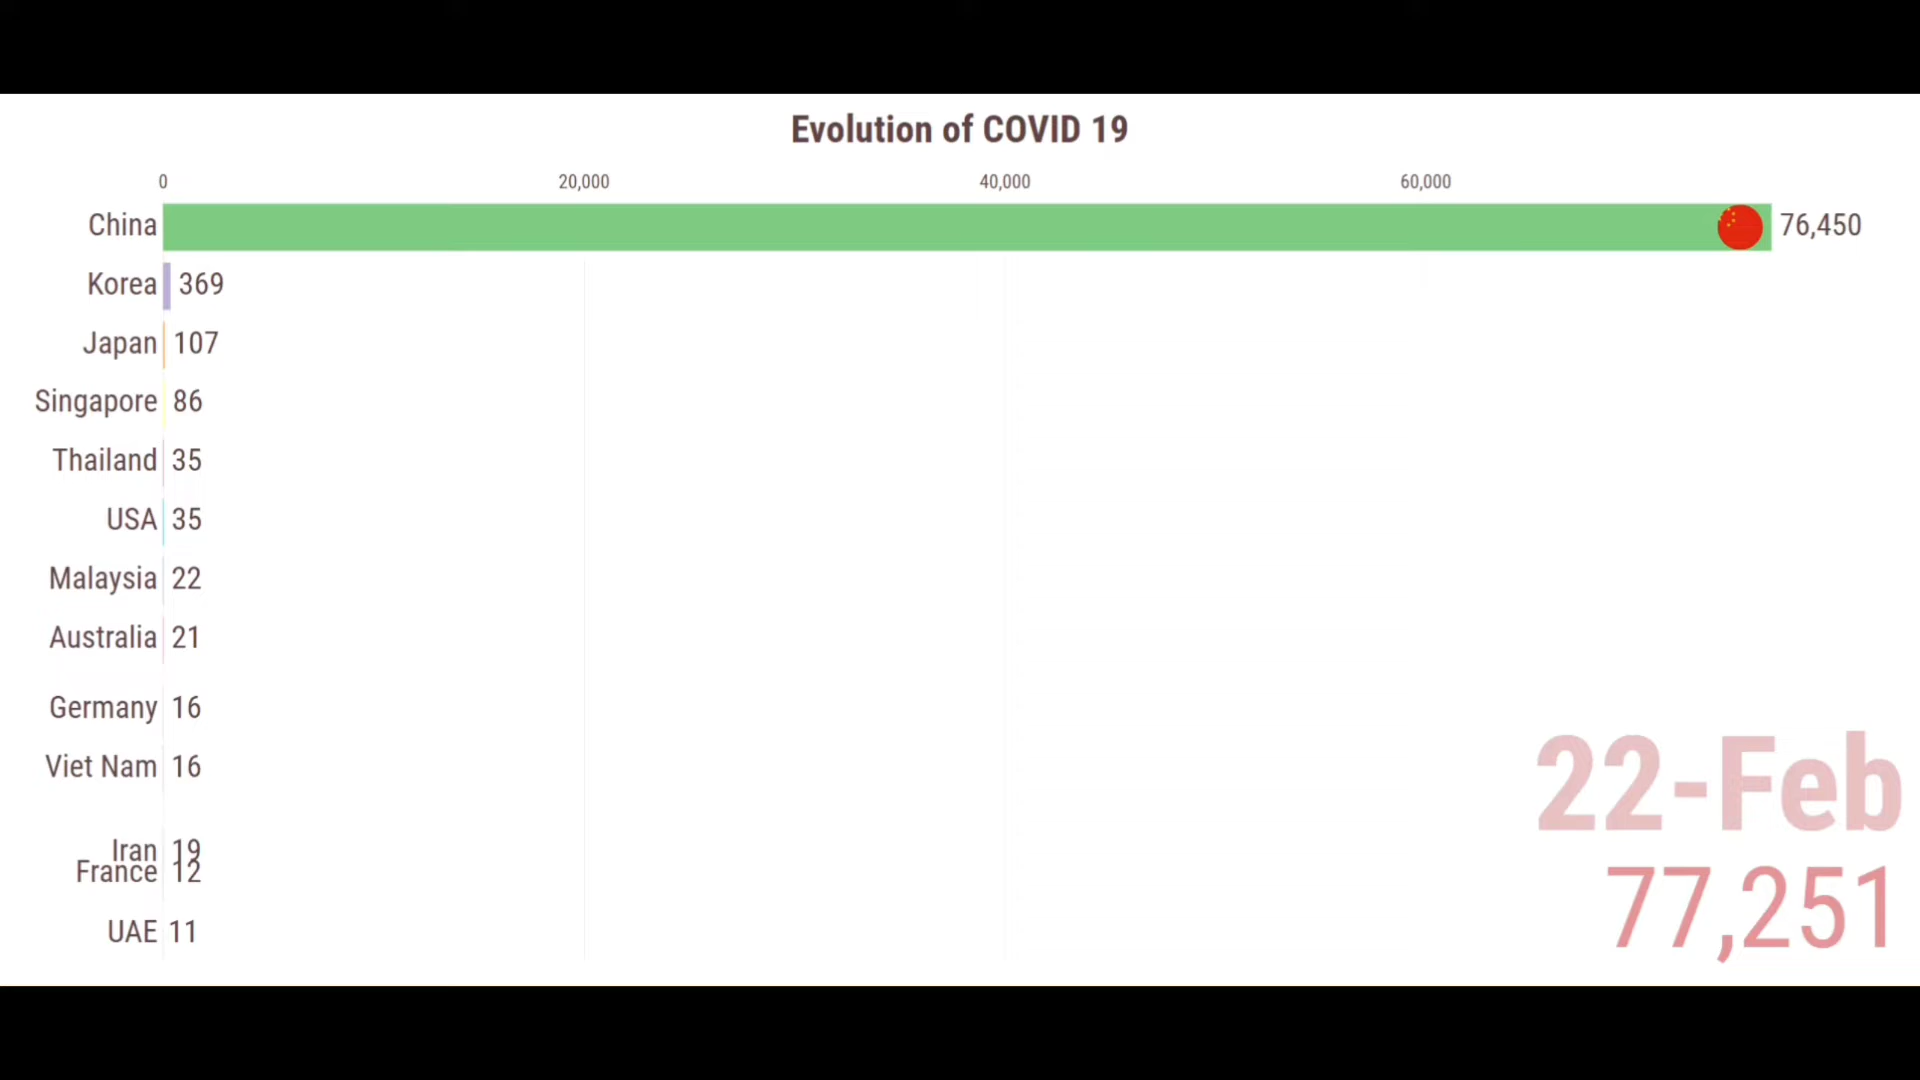 Evolution of COVID 19
0 20,000 40,000 60,000
China 76,450
Korea 369
Japan 107
Singapore 86
Thailand 35
USA 35
Malaysia 22
Australia 21
Germany 16
Viet Nam 16
Iran 19
France 12
UAE 11
22-Feb
77,251